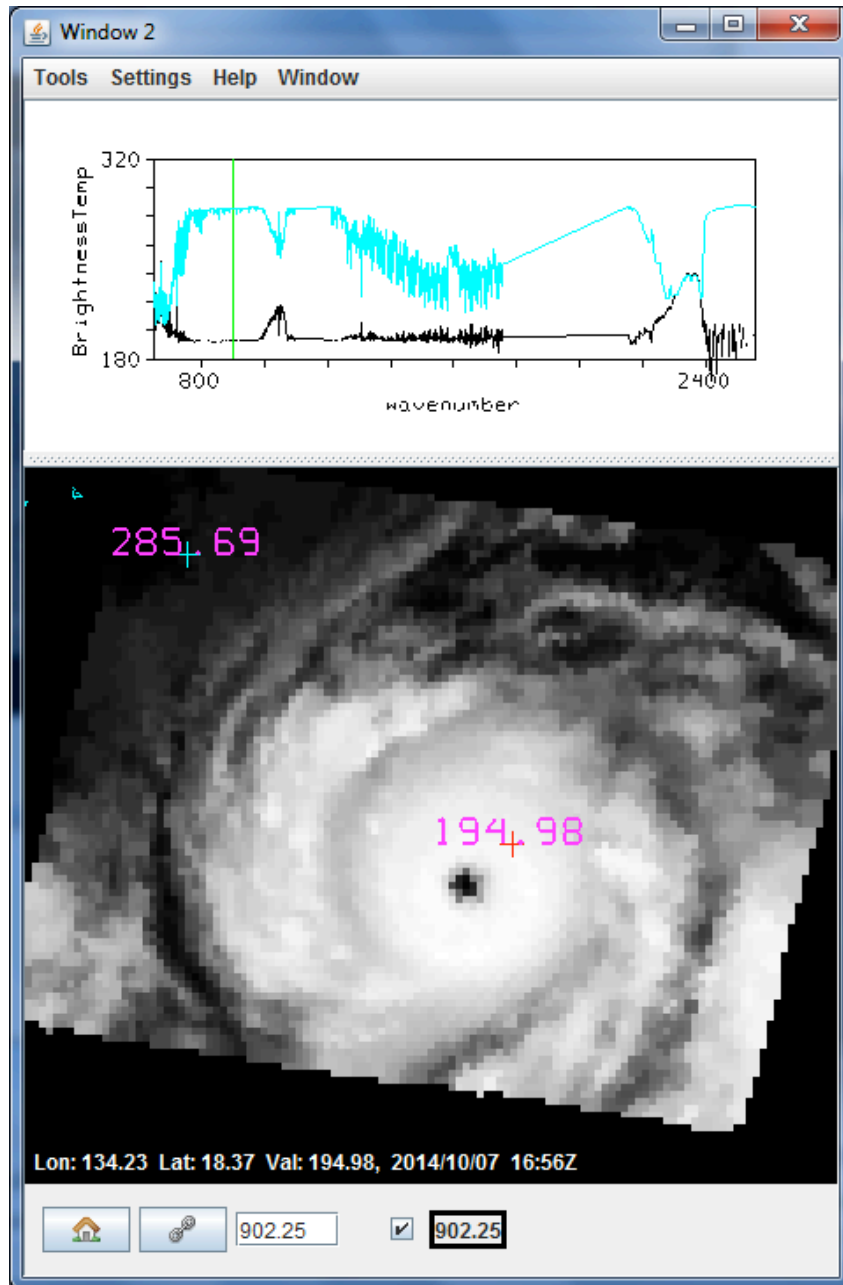 Window 2
Tools Settings Help Window
320
BrightnessTemp
180
800 2400
wavenumber
285.69
194.98
Lon: 134.23 Lat: 18.37 Val: 194.98, 2014/10/07 16:56Z
902.25 902.25